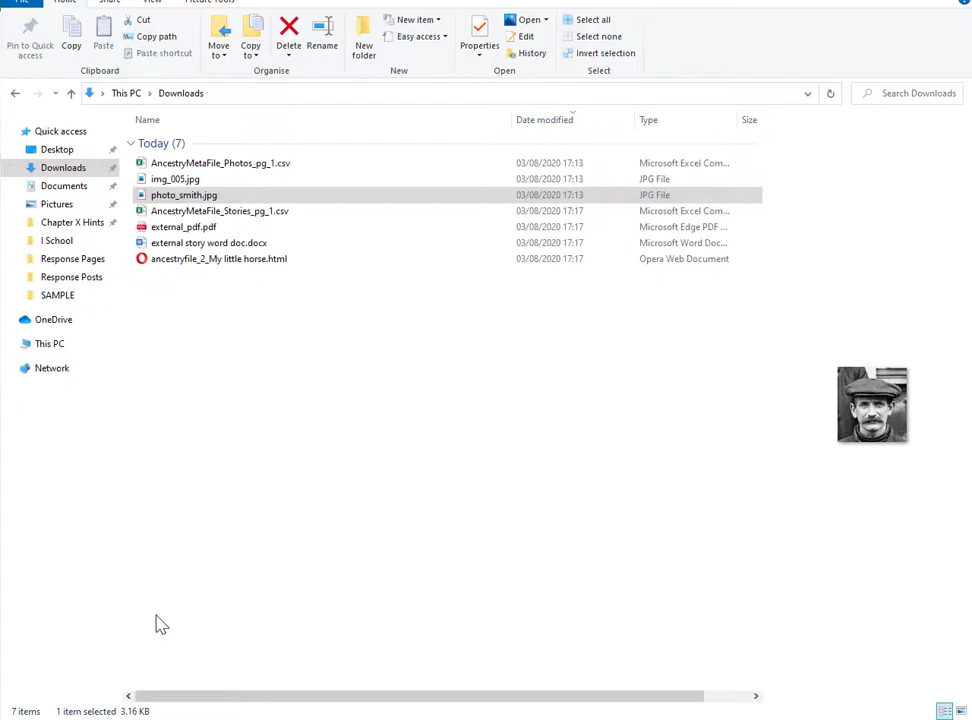 File Home Share View Picture Tools
Pin to Quick access
Copy
Paste
Cut
Copy path
Paste shortcut
Clipboard
Move to
Copy to
Delete
Rename
Organise
New folder
New item
Easy access
New
Properties
Open
Edit
History
Open
Select all
Select none
Invert selection
Select
This PC > Downloads
Search Downloads
Name Date modified Type Size
Quick access
Desktop
Downloads
Documents
Pictures
Chapter X Hints
I School
Response Pages
Response Posts
SAMPLE
OneDrive
This PC
Network
Today (7)
AncestryMetaFile_Photos_pg_1.csv 03/08/2020 17:13 Microsoft Excel Com...
img_005.jpg 03/08/2020 17:13 JPG File
photo_smith.jpg 03/08/2020 17:13 JPG File
AncestryMetaFile_Stories_pg_1.csv 03/08/2020 17:17 Microsoft Excel Com...
external_pdf.pdf 03/08/2020 17:17 Microsoft Edge PDF ...
external story word doc.docx 03/08/2020 17:17 Microsoft Word Doc...
ancestryfile_2_My little horse.html 03/08/2020 17:17 Opera Web Document
7 items 1 item selected 3.16 KB